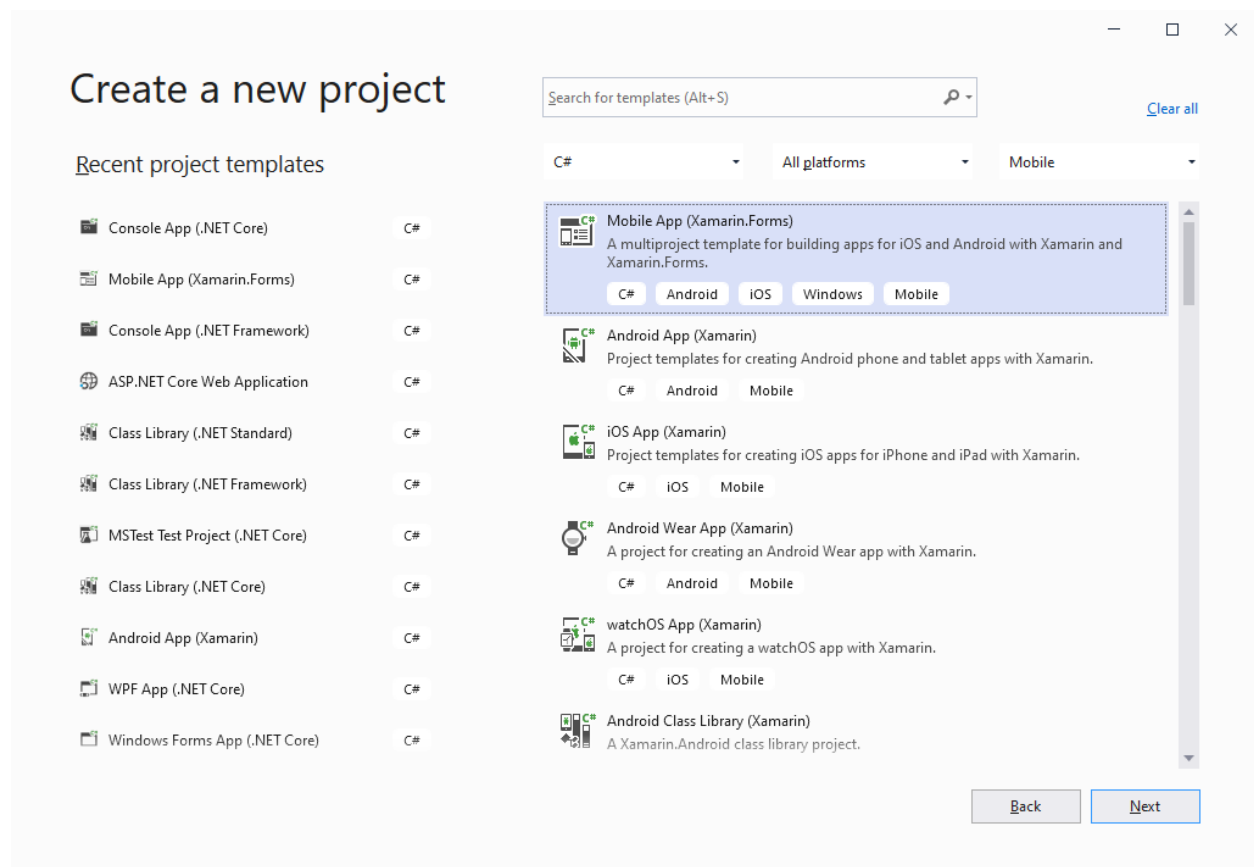 Create a new project
Search for templates (Alt+S)
Clear all
Recent project templates
C#
All platforms
Mobile
Console App (.NET Core) C#
Mobile App (Xamarin.Forms) C#
Console App (.NET Framework) C#
ASP.NET Core Web Application C#
Class Library (.NET Standard) C#
Class Library (.NET Framework) C#
MSTest Test Project (.NET Core) C#
Class Library (.NET Core) C#
Android App (Xamarin) C#
WPF App (.NET Core) C#
Windows Forms App (.NET Core) C#
Mobile App (Xamarin.Forms)
A multiproject template for building apps for iOS and Android with Xamarin and
Xamarin.Forms.
C# Android iOS Windows Mobile
Android App (Xamarin)
Project templates for creating Android phone and tablet apps with Xamarin.
C# Android Mobile
iOS App (Xamarin)
Project templates for creating iOS apps for iPhone and iPad with Xamarin.
C# iOS Mobile
Android Wear App (Xamarin)
A project for creating an Android Wear app with Xamarin.
C# Android Mobile
watchOS App (Xamarin)
A project for creating a watchOS app with Xamarin.
C# iOS Mobile
Android Class Library (Xamarin)
A Xamarin.Android class library project.
Back
Next